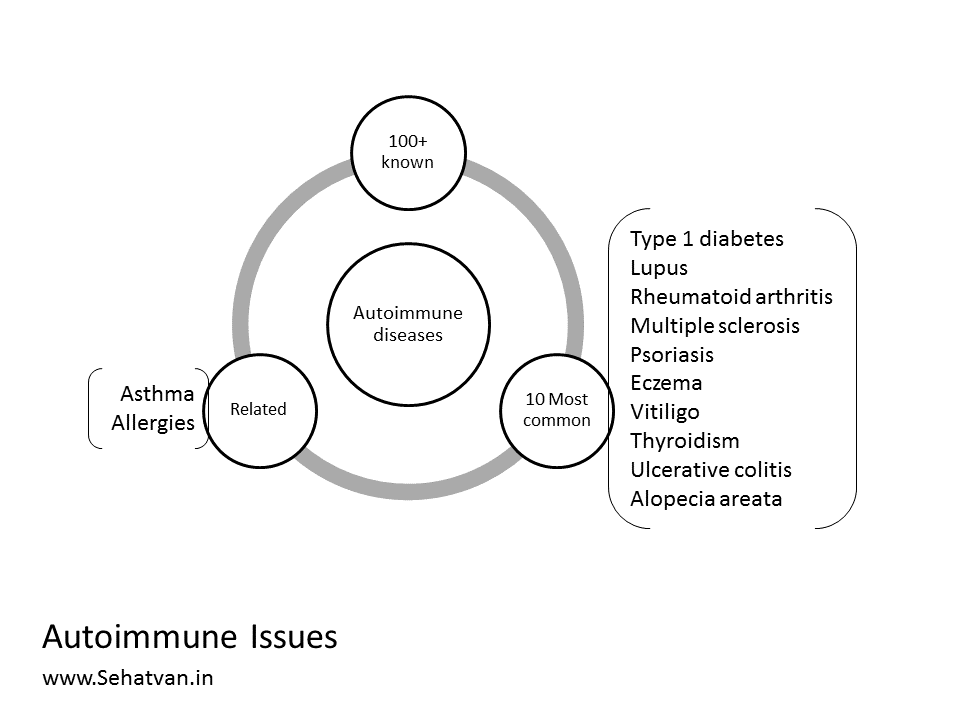 100+
known
Autoimmune
diseases
Related
Asthma
Allergies
10 Most
common
Type 1 diabetes
Lupus
Rheumatoid arthritis
Multiple sclerosis
Psoriasis
Eczema
Vitiligo
Thyroidism
Ulcerative colitis
Alopecia areata
Autoimmune Issues
www.Sehatvan.in